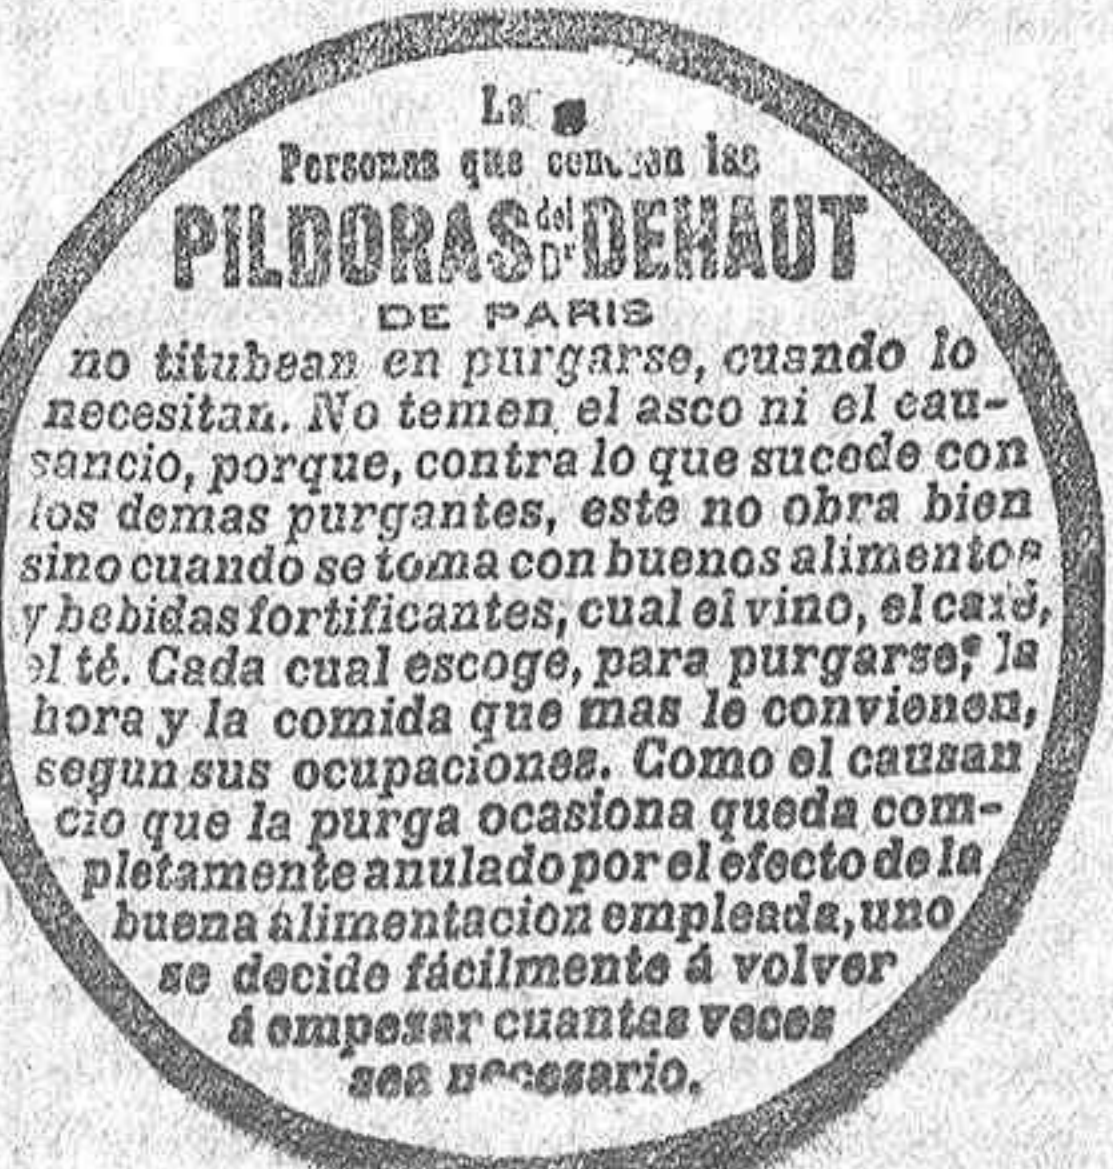 Las
Personas que conocen las
PILDORAS del Dr DEHAUT
DE PARIS
no titubean en purgarse, cuando lo
necesitan. No temen el asco ni el cau-
sancio, porque, contra lo que sucede con
los demas purgantes, este no obra bien
sino cuando se toma con buenos alimentos
y bebidas fortificantes, cual el vino, el café,
el té. Cada cual escoge, para purgarse, la
hora y la comida que mas le convienen,
segun sus ocupaciones. Como el causan
cio que la purga ocasiona queda com-
pletamente anulado por el efecto de la
buena alimentacion empleada, uno
se decide fácilmente á volver
á empezar cuantas veces
sea necesario.